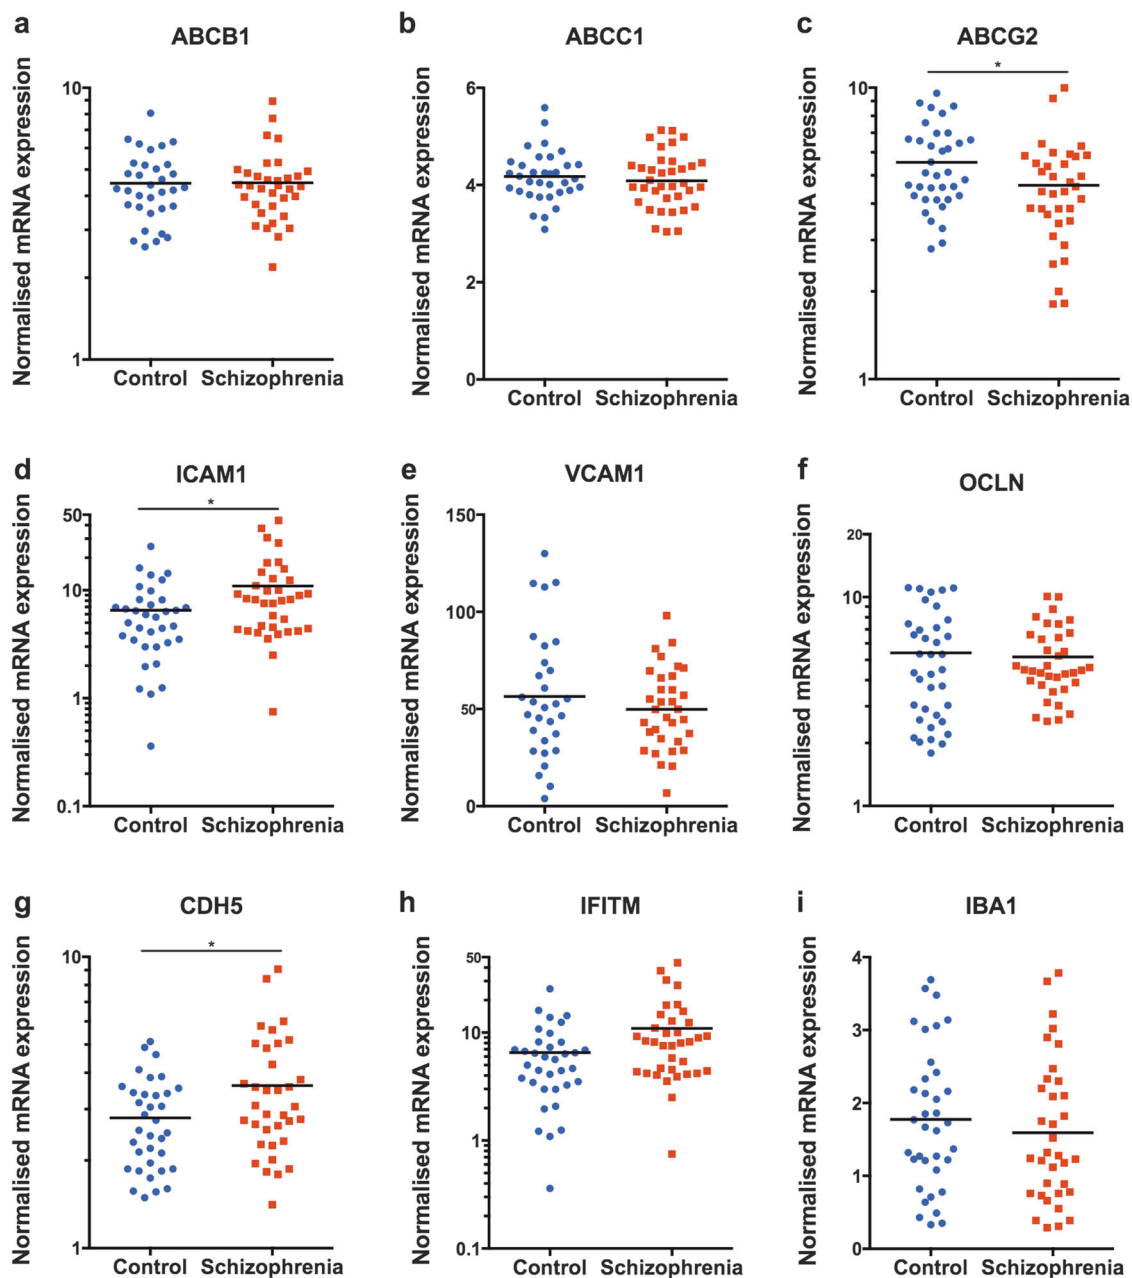 a
ABCB1
Normalised mRNA expression
10
1
Control Schizophrenia
b
ABCC1
Normalised mRNA expression
6
4
2
0
Control Schizophrenia
c
ABCG2
*
Normalised mRNA expression
10
1
Control Schizophrenia
d
ICAM1
*
Normalised mRNA expression
50
10
1
0.1
Control Schizophrenia
e
VCAM1
Normalised mRNA expression
150
100
50
0
Control Schizophrenia
f
OCLN
Normalised mRNA expression
20
10
1
Control Schizophrenia
g
CDH5
*
Normalised mRNA expression
10
1
Control Schizophrenia
h
IFITM
Normalised mRNA expression
50
10
1
0.1
Control Schizophrenia
i
IBA1
Normalised mRNA expression
4
3
2
1
0
Control Schizophrenia